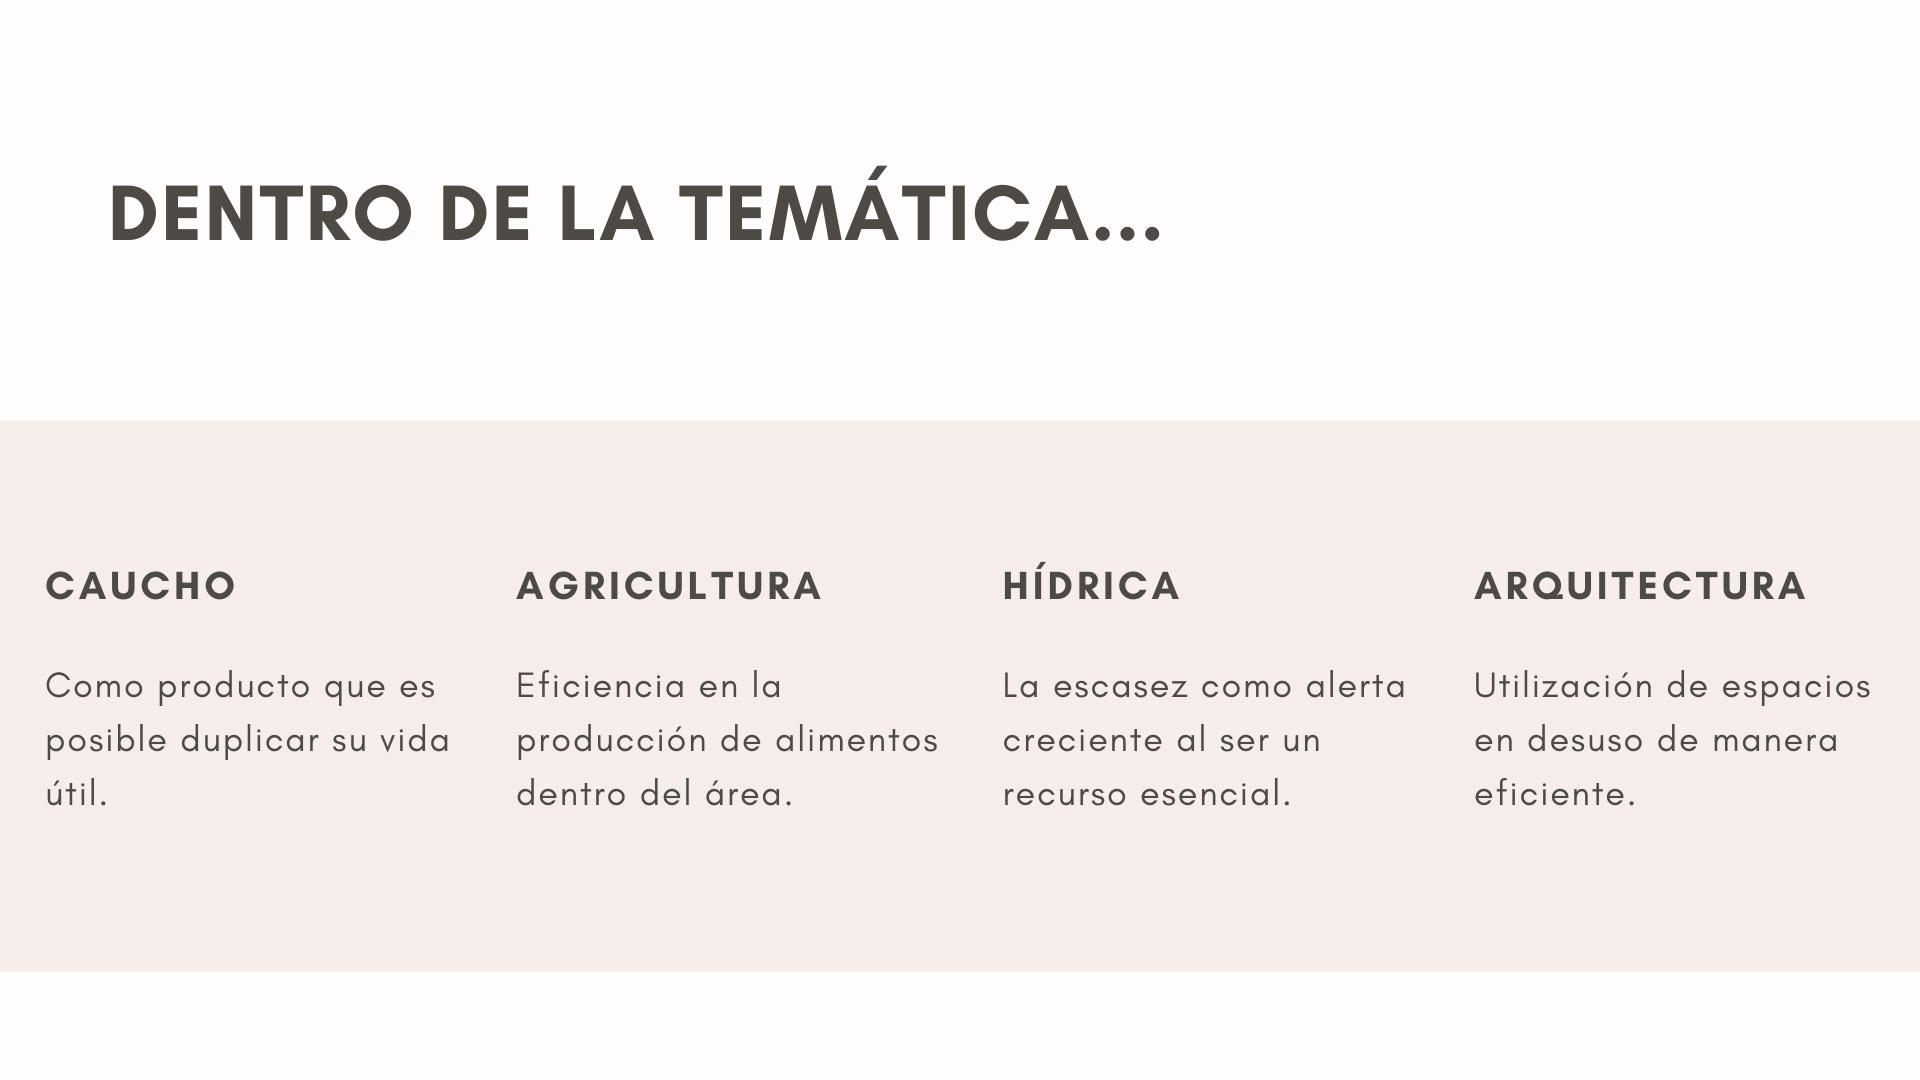 DENTRO DE LA TEMÁTICA...
CAUCHO
Como producto que es
posible duplicar su vida
útil.
AGRICULTURA
Eficiencia en la
producción de alimentos
dentro del área.
HÍDRICA
La escasez como alerta
creciente al ser un
recurso esencial.
ARQUITECTURA
Utilización de espacios
en desuso de manera
eficiente.